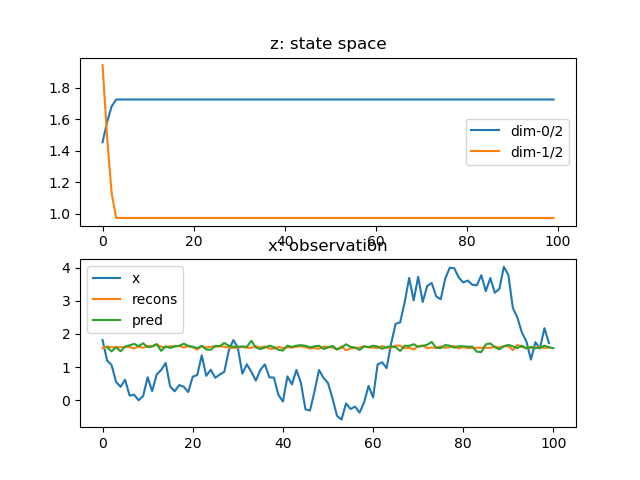 z: state space
1.8
1.6
1.4
1.2
1.0
dim-0/2
dim-1/2
0 20 40 60 80 100
x: observation
4
3
2
1
0
x
recons
pred
0 20 40 60 80 100